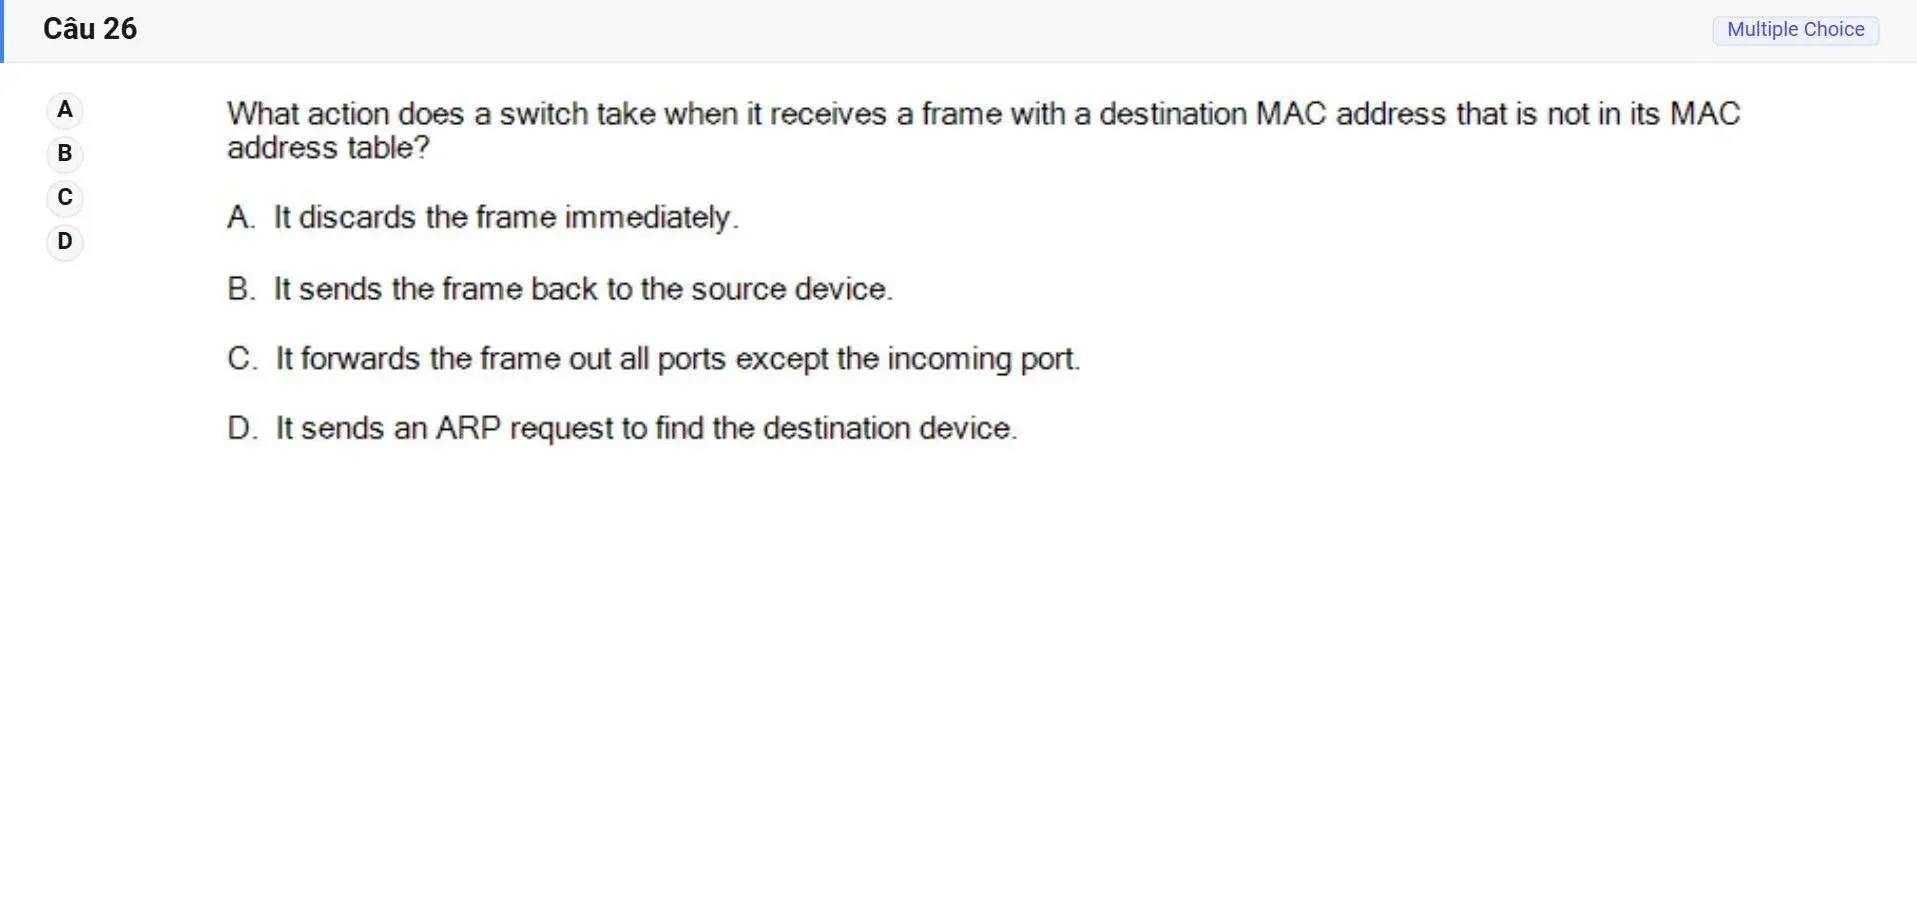 Câu 26
Multiple Choice
A
B
C
D
What action does a switch take when it receives a frame with a destination MAC address that is not in its MAC
address table?
A. It discards the frame immediately.
B. It sends the frame back to the source device.
C. It forwards the frame out all ports except the incoming port.
D. It sends an ARP request to find the destination device.